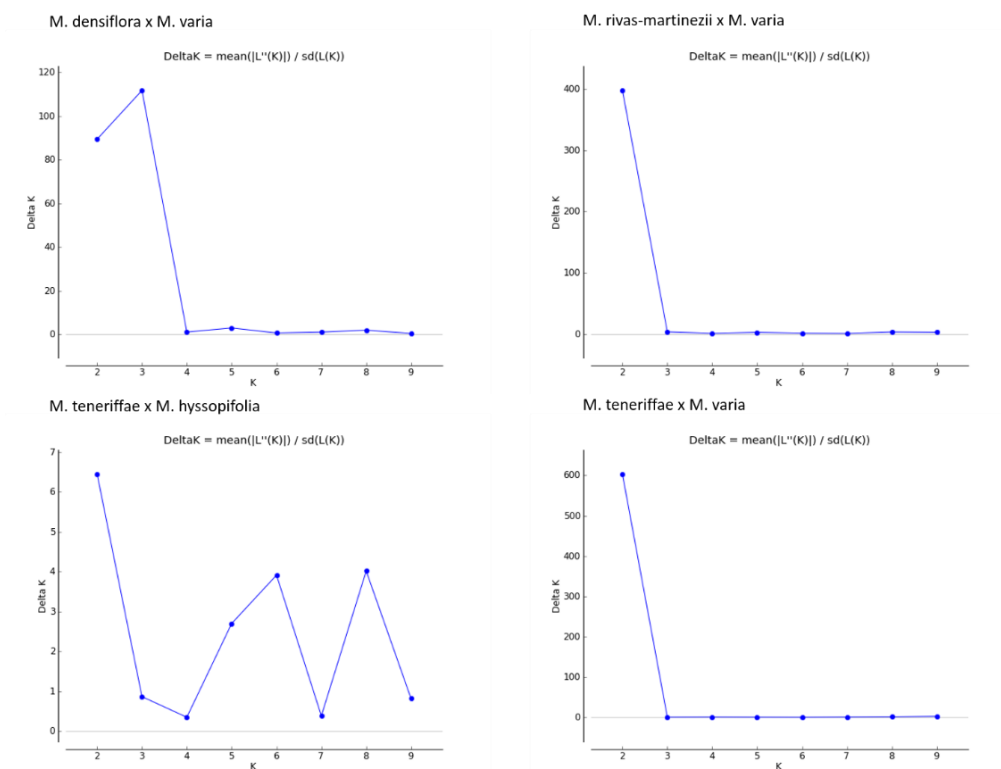 M. densiflora x M. varia
DeltaK = mean(|L''(K)|) / sd(L(K))
120
100
80
60
40
20
0
Delta K
2 3 4 5 6 7 8 9
K
M. rivas-martinezii x M. varia
DeltaK = mean(|L''(K)|) / sd(L(K))
400
300
200
100
0
Delta K
2 3 4 5 6 7 8 9
K
M. teneriffae x M. hyssopifolia
DeltaK = mean(|L''(K)|) / sd(L(K))
7
6
5
4
3
2
1
0
Delta K
2 3 4 5 6 7 8 9
K
M. teneriffae x M. varia
DeltaK = mean(|L''(K)|) / sd(L(K))
600
500
400
300
200
100
0
Delta K
2 3 4 5 6 7 8 9
K